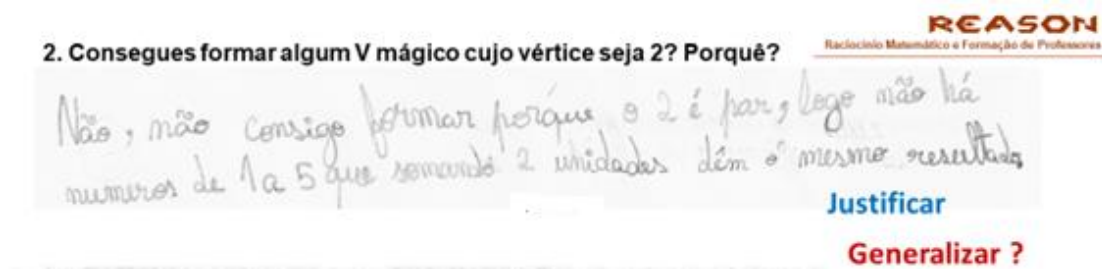 REASON
Raciocínio Matemático e Formação de Professores
2. Consegues formar algum V mágico cujo vértice seja 2? Porquê?
Não, não consigo formar porque o 2 é par, logo não há
numuros de 1 a 5 que somando 2 unidades dêm o mesmo resultado
Justificar
Generalizar ?